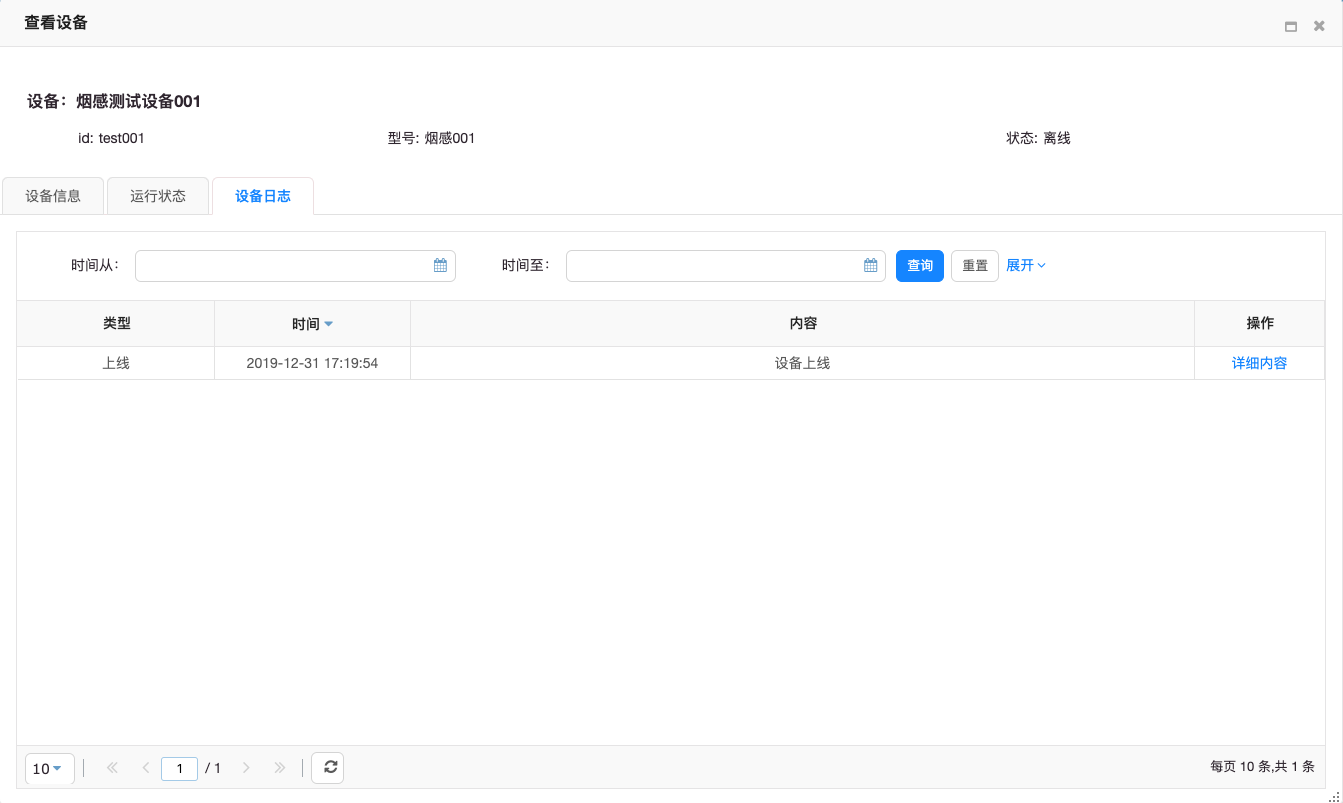 查看设备
设备：烟感测试设备001
id: test001 型号: 烟感001 状态: 离线
设备信息 运行状态 设备日志
时间从： 时间至： 查询 重置 展开
类型 时间 内容 操作
上线 2019-12-31 17:19:54 设备上线 详细内容
10 1 / 1 每页 10 条,共 1 条